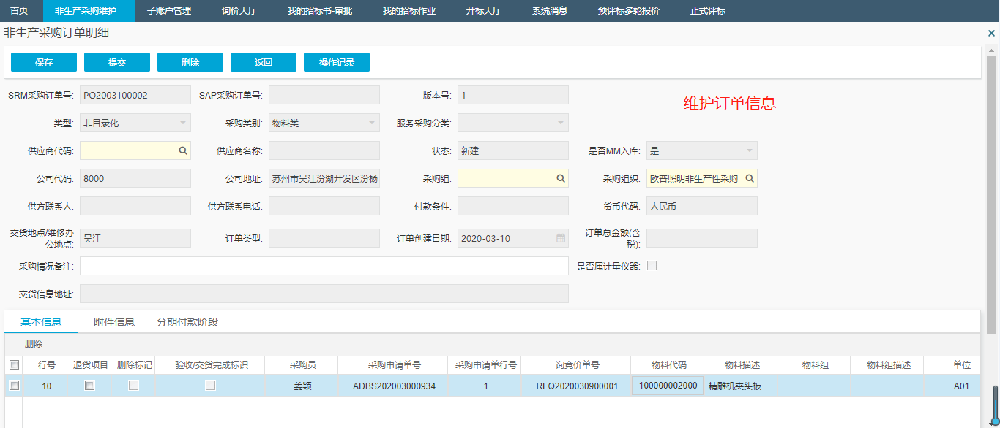 首页 非生产采购维护 子账户管理 询价大厅 我的招标书-审批 我的招标作业 开标大厅 系统消息 预评标多轮报价 正式评标
非生产采购订单明细
保存 提交 删除 返回 操作记录
SRM采购订单号: PO2003100002 SAP采购订单号: 版本号: 1
维护订单信息
类型: 非目录化 采购类别: 物料类 服务采购分类:
供应商代码: 供应商名称: 状态: 新建 是否MM入库: 是
公司代码: 8000 公司地址: 苏州市吴江汾湖开发区汾杨 采购组: 采购组织: 欧普照明非生产性采购
供方联系人: 供方联系电话: 付款条件: 货币代码: 人民币
交货地点/维修办
公地点: 吴江 订单类型: 订单创建日期: 2020-03-10 订单总金额(含
税):
采购情况备注: 是否属计量仪器:
交货信息地址:
基本信息 附件信息 分期付款阶段
删除
行号 退货项目 删除标记 验收/交货完成标识 采购员 采购申请单号 采购申请单行号 询竞价单号 物料代码 物料描述 物料组 物料组描述 单位
10 姜颖 ADBS202003000934 1 RFQ2020030900001 100000002000 精雕机夹头板... A01